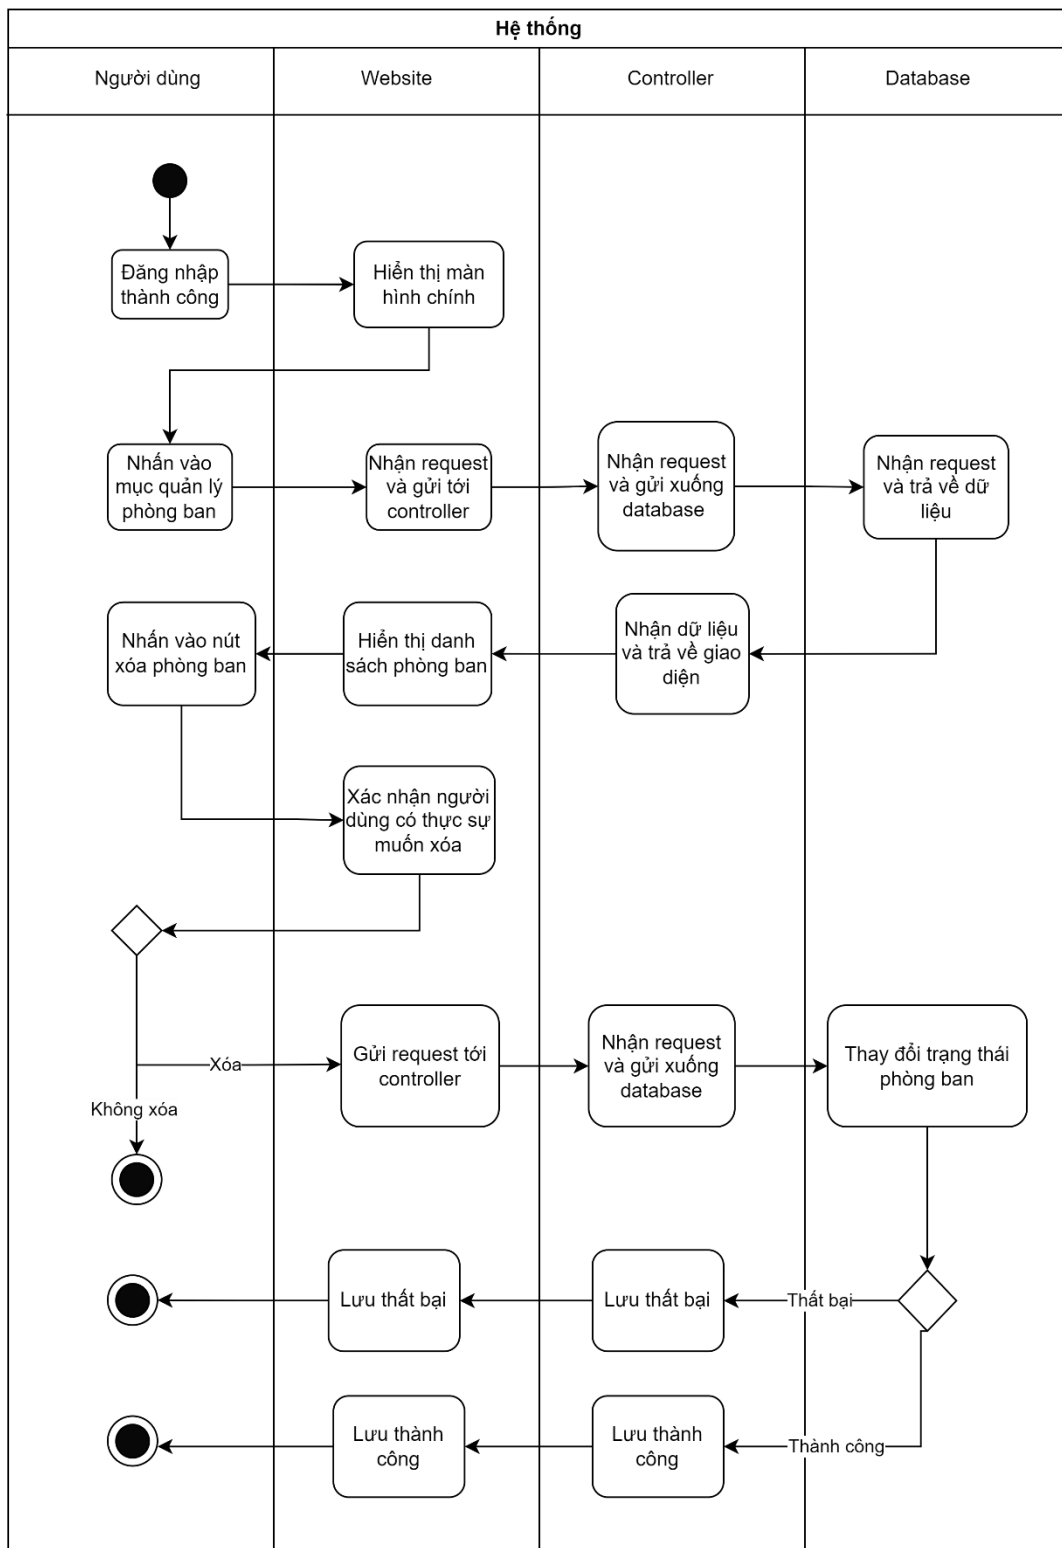 Hệ thống
Người dùng
Website
Controller
Database
Đăng nhập
thành công
Hiển thị màn
hình chính
Nhấn vào
mục quản lý
phòng ban
Nhận request
và gửi tới
controller
Nhận request
và gửi xuống
database
Nhận request
và trả về dữ
liệu
Nhấn vào nút
xóa phòng ban
Hiển thị danh
sách phòng ban
Nhận dữ liệu
và trả về giao
diện
Xác nhận người
dùng có thực sự
muốn xóa
Xóa
Không xóa
Gửi request tới
controller
Nhận request
và gửi xuống
database
Thay đổi trạng thái
phòng ban
Lưu thất bại
Lưu thất bại
Thất bại
Lưu thành
công
Lưu thành
công
Thành công